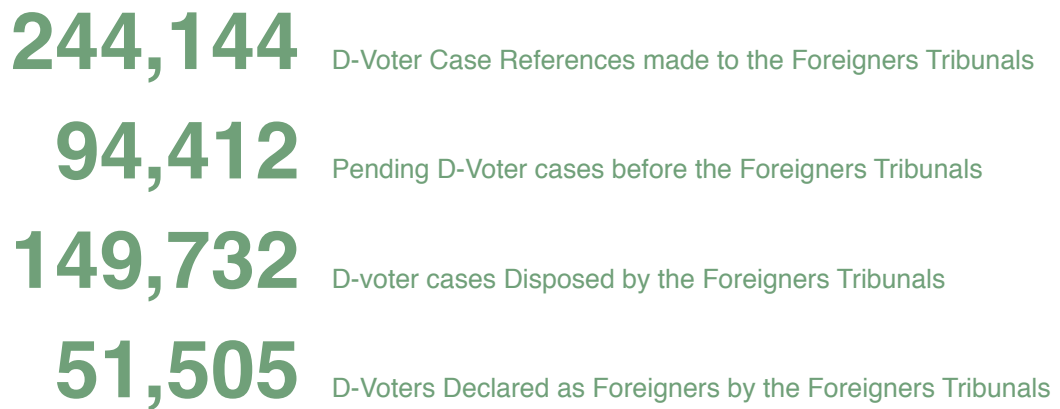 244,144 D-Voter Case References made to the Foreigners Tribunals
94,412 Pending D-Voter cases before the Foreigners Tribunals
149,732 D-voter cases Disposed by the Foreigners Tribunals
51,505 D-Voters Declared as Foreigners by the Foreigners Tribunals